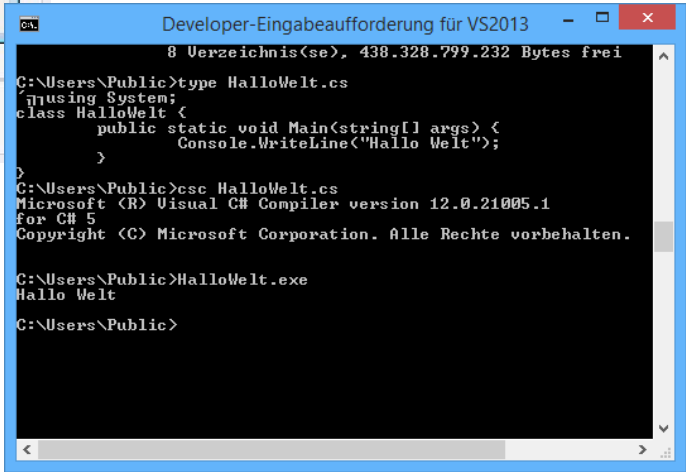 Developer-Eingabeaufforderung für VS2013
8 Verzeichnis(se), 438.328.799.232 Bytes frei
C:\Users\Public>type HalloWelt.cs
using System;
class HalloWelt {
public static void Main(string[] args) {
Console.WriteLine("Hallo Welt");
}
}
C:\Users\Public>csc HalloWelt.cs
Microsoft (R) Visual C# Compiler version 12.0.21005.1
for C# 5
Copyright (C) Microsoft Corporation. Alle Rechte vorbehalten.
C:\Users\Public>HalloWelt.exe
Hallo Welt
C:\Users\Public>